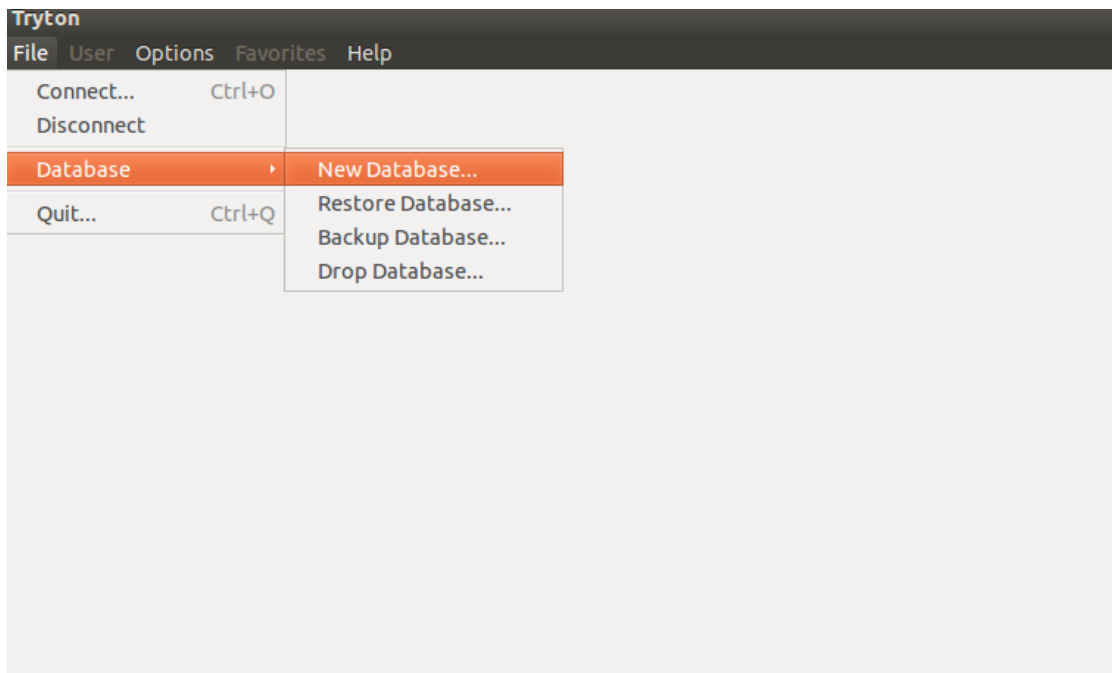 Tryton
File User Options Favorites Help
Connect... Ctrl+O
Disconnect
Database
New Database...
Restore Database...
Backup Database...
Drop Database...
Quit... Ctrl+Q